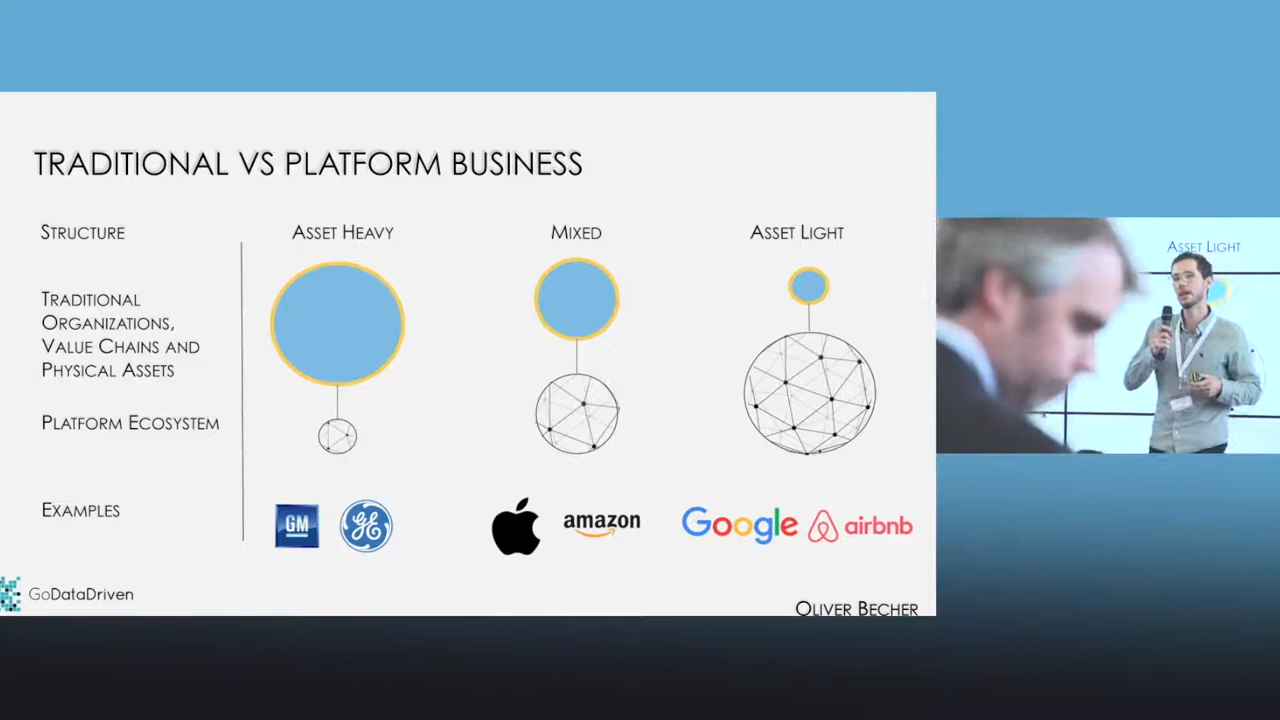 TRADITIONAL VS PLATFORM BUSINESS
STRUCTURE
ASSET HEAVY
MIXED
ASSET LIGHT
TRADITIONAL
ORGANIZATIONS,
VALUE CHAINS AND
PHYSICAL ASSETS
PLATFORM ECOSYSTEM
EXAMPLES
GM
GE
amazon
Google
airbnb
GoDataDriven
OLIVER BECHER
ASSET LIGHT